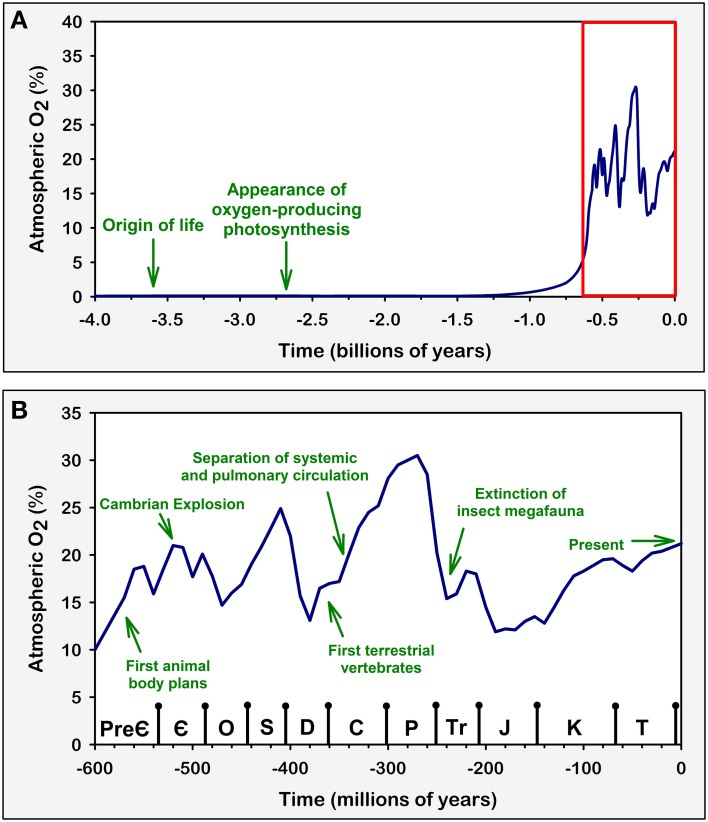 A
Atmospheric O2 (%)
40
35
30
25
20
15
10
5
0
Origin of life
Appearance of
oxygen-producing
photosynthesis
-4.0 -3.5 -3.0 -2.5 -2.0 -1.5 -1.0 -0.5 0.0
Time (billions of years)
B
Atmospheric O2 (%)
35
30
25
20
15
10
5
0
Separation of systemic
and pulmonary circulation
Cambrian Explosion
Extinction of
insect megafauna
Present
First animal
body plans
First terrestrial
vertebrates
PreЄ Є O S D C P Tr J K T
-600 -500 -400 -300 -200 -100 0
Time (millions of years)